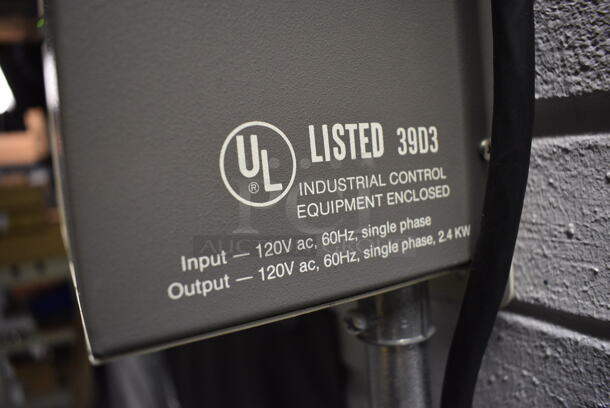 UL ® LISTED 39D3
INDUSTRIAL CONTROL
EQUIPMENT ENCLOSED
Input — 120V ac, 60Hz, single phase
Output — 120V ac, 60Hz, single phase, 2.4 KW